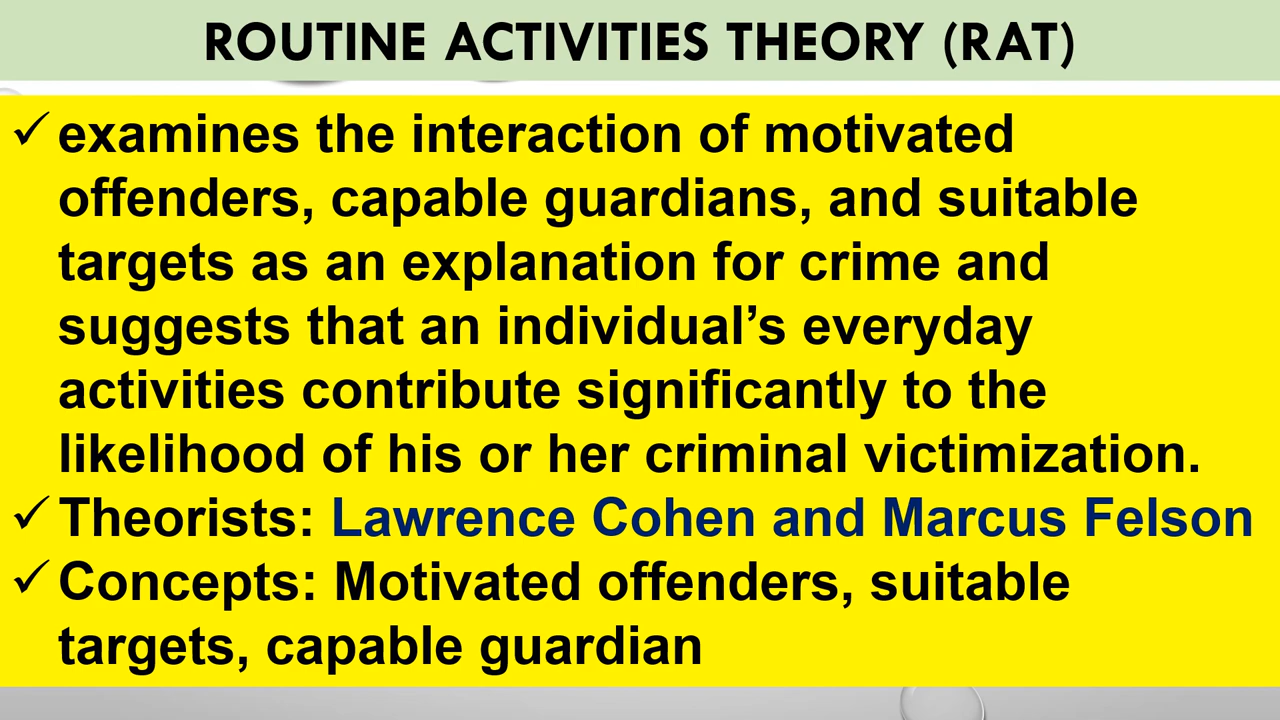 ROUTINE ACTIVITIES THEORY (RAT)
✓ examines the interaction of motivated
offenders, capable guardians, and suitable
targets as an explanation for crime and
suggests that an individual’s everyday
activities contribute significantly to the
likelihood of his or her criminal victimization.
✓ Theorists: Lawrence Cohen and Marcus Felson
✓ Concepts: Motivated offenders, suitable
targets, capable guardian